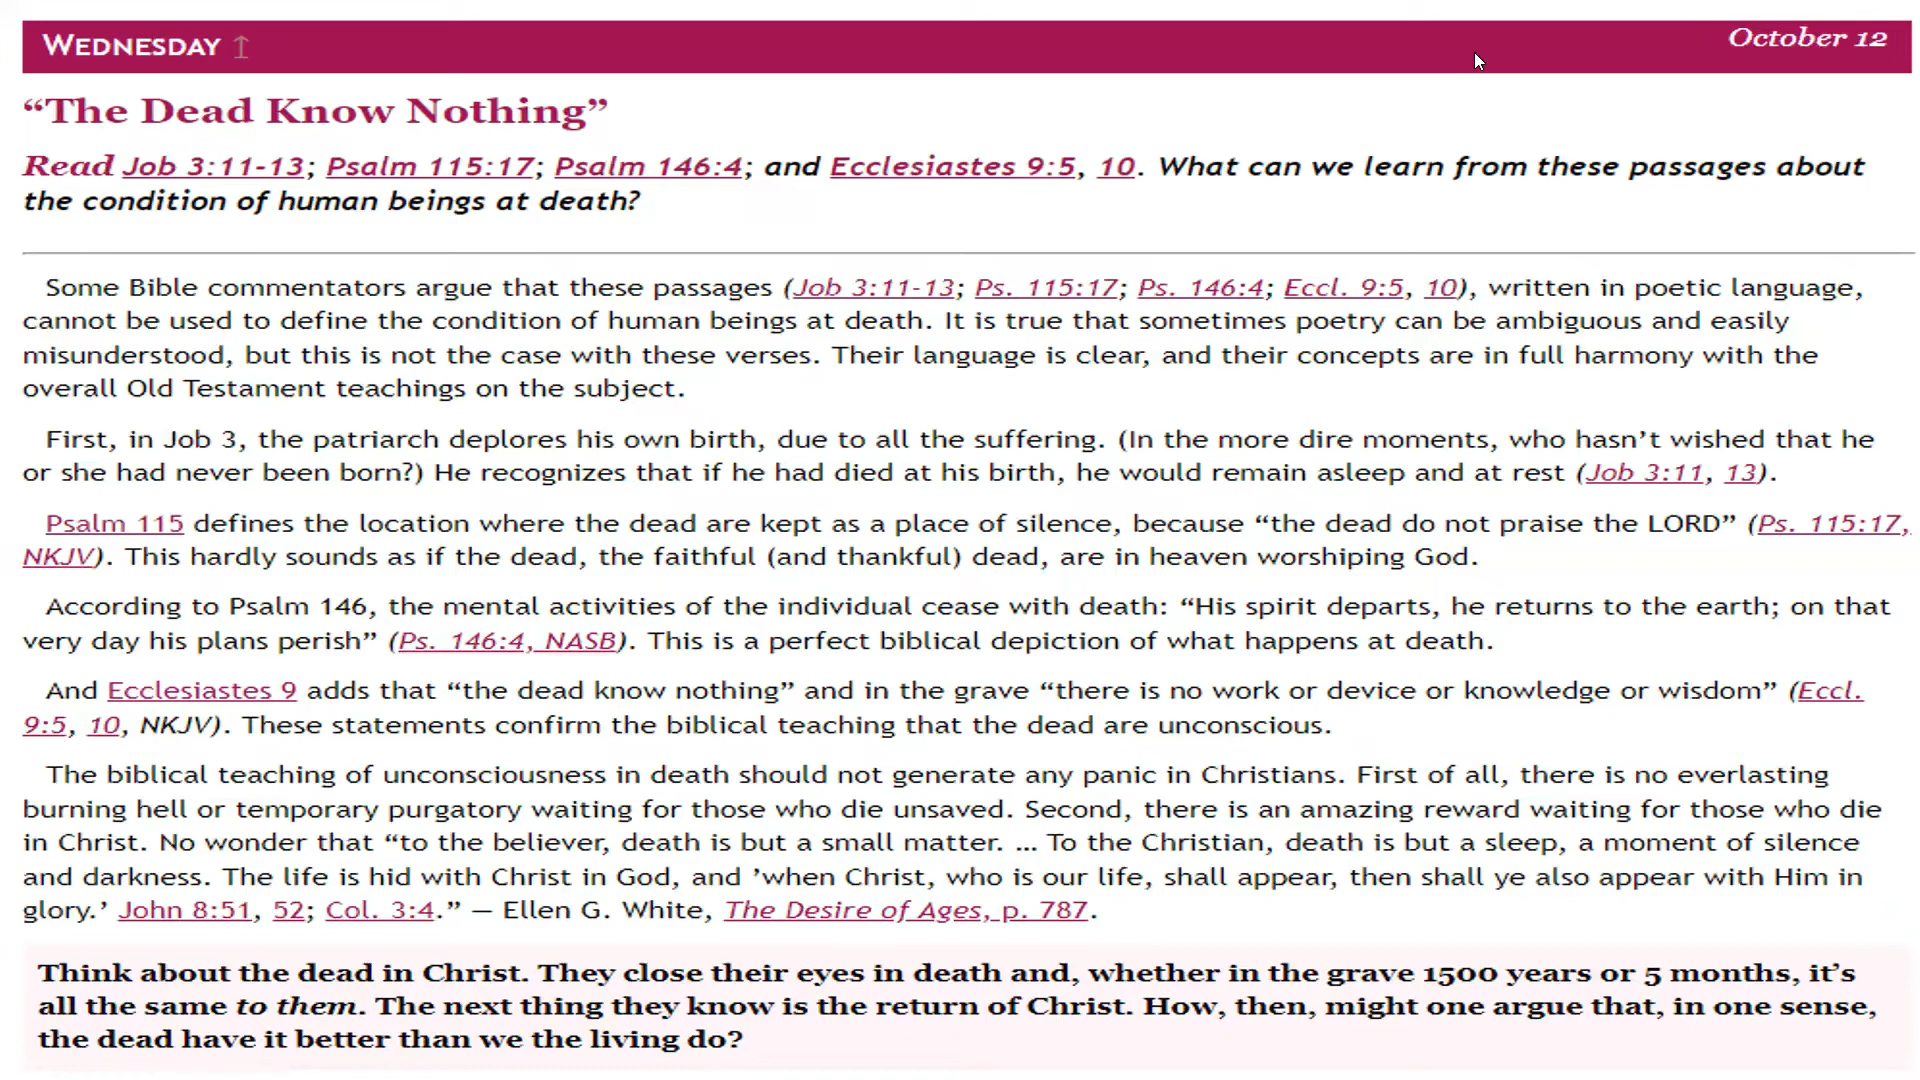 WEDNESDAY ↥
October 12
“The Dead Know Nothing”
Read Job 3:11-13; Psalm 115:17; Psalm 146:4; and Ecclesiastes 9:5, 10. What can we learn from these passages about
the condition of human beings at death?
Some Bible commentators argue that these passages (Job 3:11-13; Ps. 115:17; Ps. 146:4; Eccl. 9:5, 10), written in poetic language,
cannot be used to define the condition of human beings at death. It is true that sometimes poetry can be ambiguous and easily
misunderstood, but this is not the case with these verses. Their language is clear, and their concepts are in full harmony with the
overall Old Testament teachings on the subject.
First, in Job 3, the patriarch deplores his own birth, due to all the suffering. (In the more dire moments, who hasn’t wished that he
or she had never been born?) He recognizes that if he had died at his birth, he would remain asleep and at rest (Job 3:11, 13).
Psalm 115 defines the location where the dead are kept as a place of silence, because “the dead do not praise the LORD” (Ps. 115:17,
NKJV). This hardly sounds as if the dead, the faithful (and thankful) dead, are in heaven worshiping God.
According to Psalm 146, the mental activities of the individual cease with death: “His spirit departs, he returns to the earth; on that
very day his plans perish” (Ps. 146:4, NASB). This is a perfect biblical depiction of what happens at death.
And Ecclesiastes 9 adds that “the dead know nothing” and in the grave “there is no work or device or knowledge or wisdom” (Eccl.
9:5, 10, NKJV). These statements confirm the biblical teaching that the dead are unconscious.
The biblical teaching of unconsciousness in death should not generate any panic in Christians. First of all, there is no everlasting
burning hell or temporary purgatory waiting for those who die unsaved. Second, there is an amazing reward waiting for those who die
in Christ. No wonder that “to the believer, death is but a small matter. ... To the Christian, death is but a sleep, a moment of silence
and darkness. The life is hid with Christ in God, and ’when Christ, who is our life, shall appear, then shall ye also appear with Him in
glory.’ John 8:51, 52; Col. 3:4.” — Ellen G. White, The Desire of Ages, p. 787.
Think about the dead in Christ. They close their eyes in death and, whether in the grave 1500 years or 5 months, it’s
all the same to them. The next thing they know is the return of Christ. How, then, might one argue that, in one sense,
the dead have it better than we the living do?